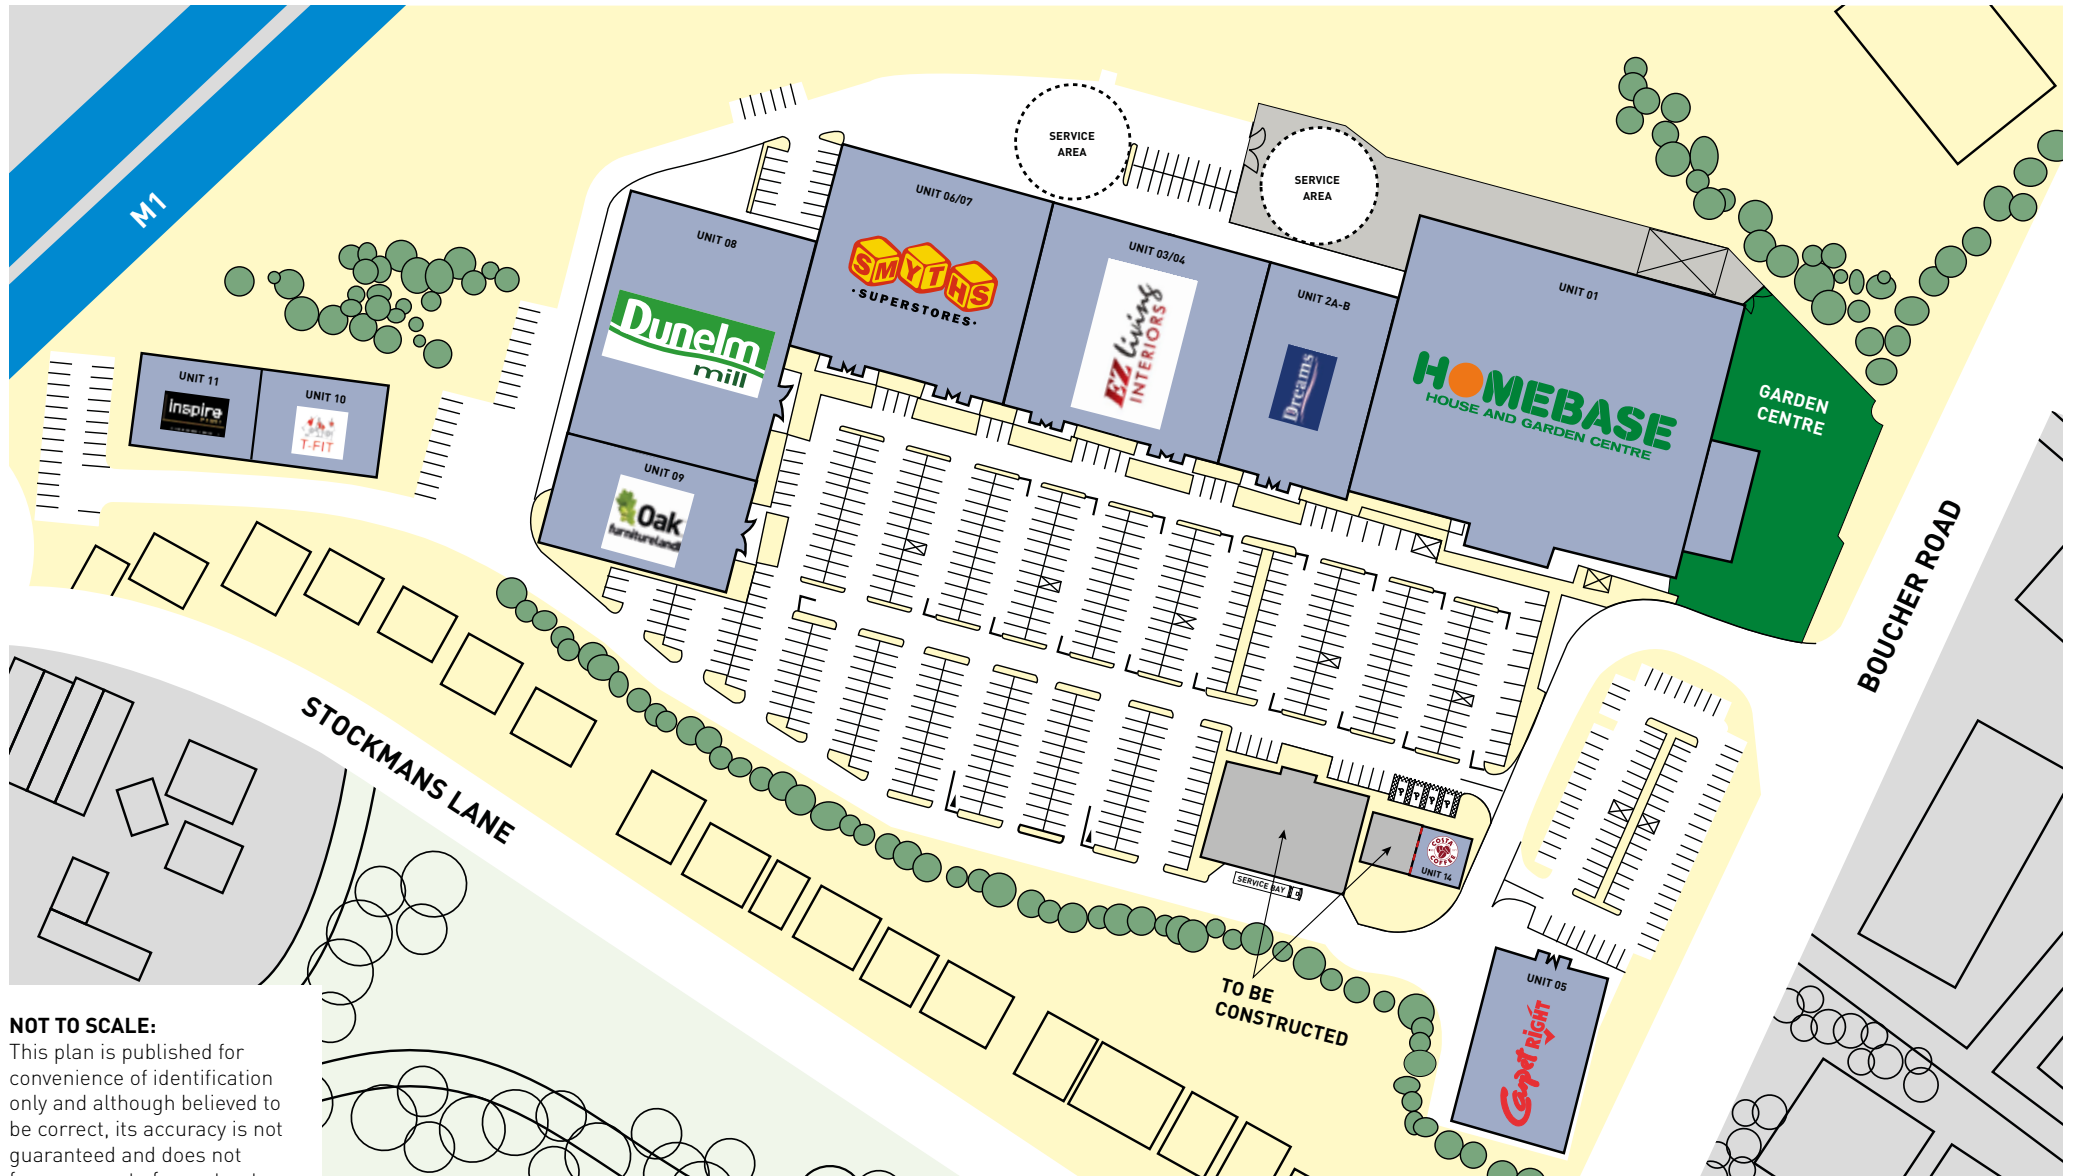 M1
SERVICE
AREA
SERVICE
AREA
UNIT 06/07
SMYTHS
·SUPERSTORES·
UNIT 08
Dunelm
mill
UNIT 03/04
EZ living
INTERIORS
UNIT 2A-B
Dreams
UNIT 01
HOMEBASE
HOUSE AND GARDEN CENTRE
GARDEN
CENTRE
UNIT 11
inspire
UNIT 10
T-FIT
UNIT 09
Oak
furnitureland
BOUCHER ROAD
STOCKMANS LANE
COSTA
COFFEE
UNIT 14
SERVICE BAY
TO BE
CONSTRUCTED
UNIT 05
Carpet RIGHT
NOT TO SCALE:
This plan is published for
convenience of identification
only and although believed to
be correct, its accuracy is not
guaranteed and does not